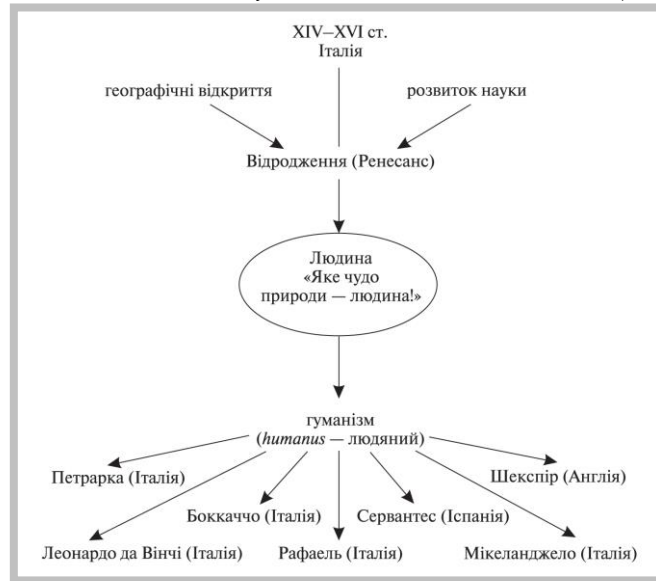 XIV–XVI ст.
Італія
географічні відкриття
розвиток науки
Відродження (Ренесанс)
Людина
«Яке чудо
природи — людина!»
гуманізм
(humanus — людяний)
Петрарка (Італія)
Шекспір (Англія)
Боккаччо (Італія)
Сервантес (Іспанія)
Леонардо да Вінчі (Італія)
Рафаель (Італія)
Мікеланджело (Італія)